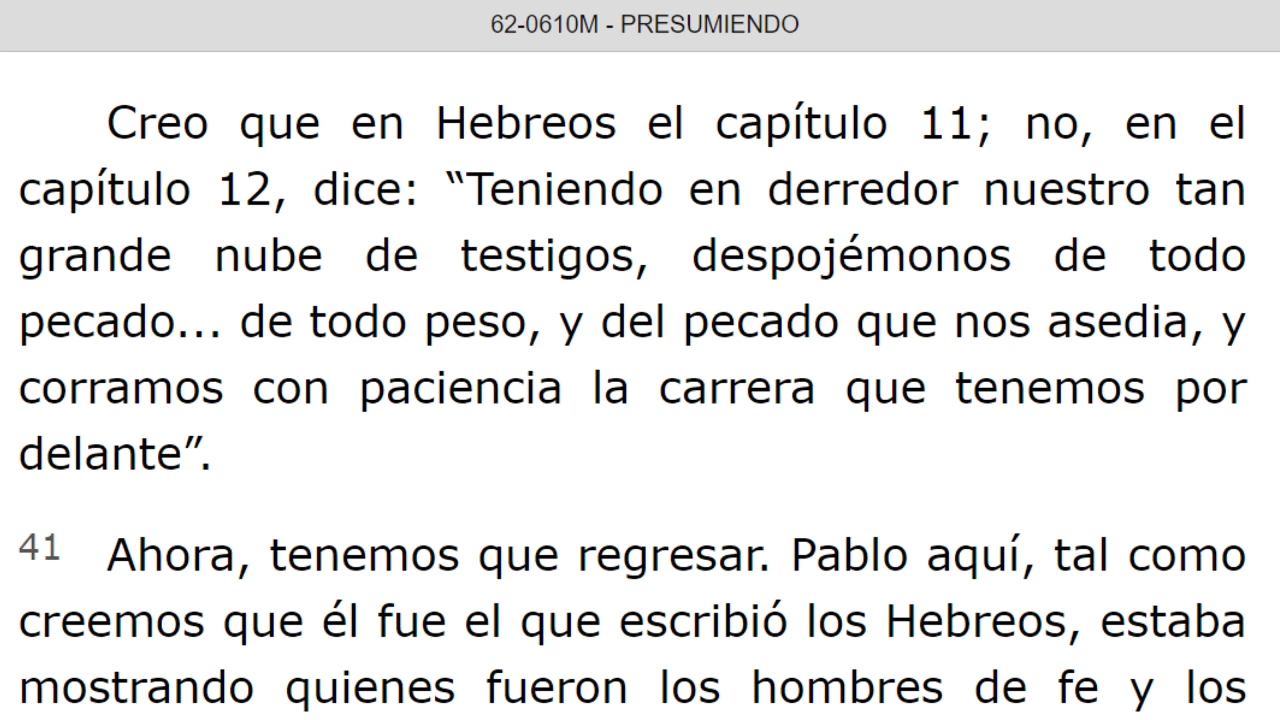 62-0610M - PRESUMIENDO
Creo que en Hebreos el capítulo 11; no, en el
capítulo 12, dice: “Teniendo en derredor nuestro tan
grande nube de testigos, despojémonos de todo
pecado... de todo peso, y del pecado que nos asedia, y
corramos con paciencia la carrera que tenemos por
delante”.
41 Ahora, tenemos que regresar. Pablo aquí, tal como
creemos que él fue el que escribió los Hebreos, estaba
mostrando quienes fueron los hombres de fe y los